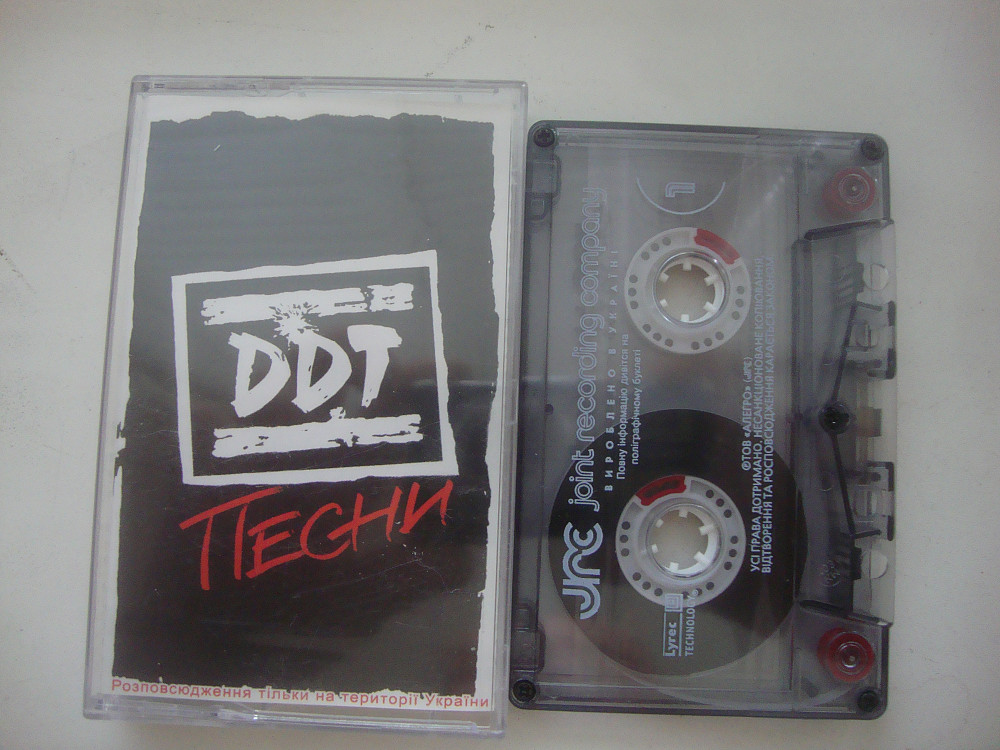 DDT
ПЕСНИ
Розповсюдження тільки на території України
1
JRC joint recording company
ВИРОБЛЕНО В УКРАЇНІ
Повну інформацію дивітся на
поліграфічному буклеті
℗ТОВ «АЛЕГРО» (JRC)
УСІ ПРАВА ДОТРИМАНО. НЕСАНКЦІОНОВАНЕ КОПІЮВАННЯ,
ВІДТВОРЕННЯ ТА РОЗПОВСЮДЖЕННЯ КАРАЄТЬСЯ ЗАКОНОМ
Lyrec
TECHNOLOGY